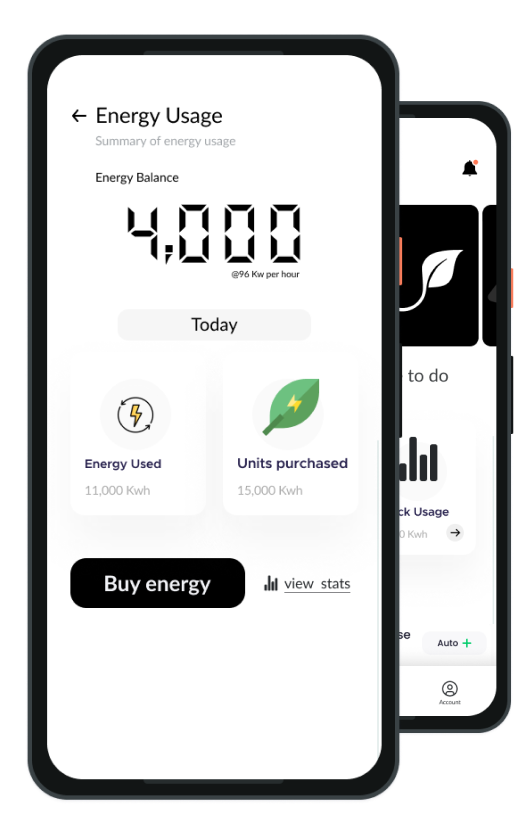 ← Energy Usage
Summary of energy usage
Energy Balance
4,000
@96 Kw per hour
Today
Energy Used
11,000 Kwh
Units purchased
15,000 Kwh
Buy energy
view stats
to do
ck Usage
0 Kwh →
se
Auto +
Account